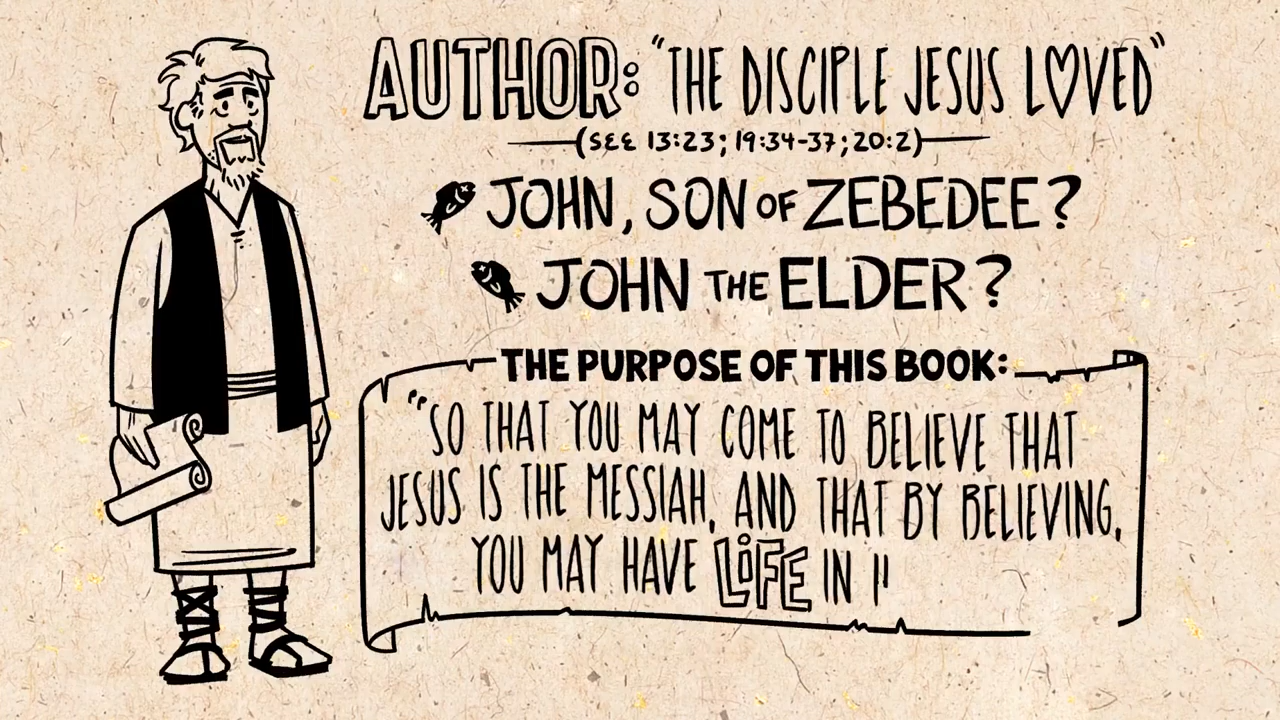 AUTHOR: "THE DISCIPLE JESUS LOVED"
(SEE 13:23; 19:34-37; 20:2)
JOHN, SON OF ZEBEDEE?
JOHN THE ELDER?
THE PURPOSE OF THIS BOOK:
"SO THAT YOU MAY COME TO BELIEVE THAT
JESUS IS THE MESSIAH, AND THAT BY BELIEVING,
YOU MAY HAVE LIFE IN